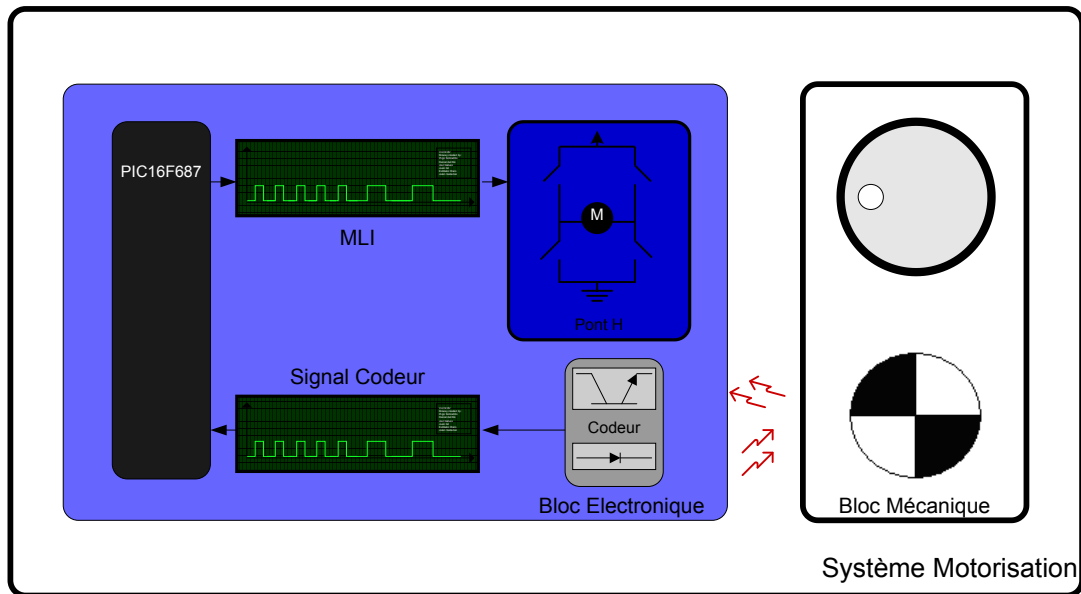 PIC16F687
MLI
M
Pont H
Signal Codeur
Codeur
Bloc Electronique
Bloc Mécanique
Système Motorisation